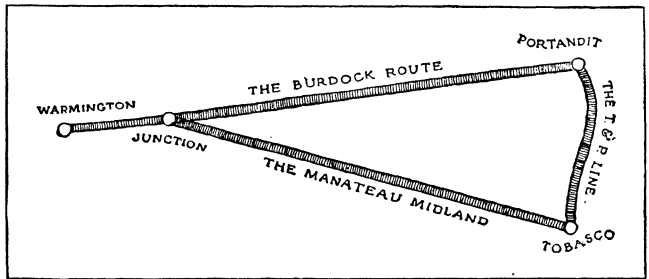 PORTANDIT
THE BURDOCK ROUTE
WARMINGTON
JUNCTION
THE T. & P. LINE.
THE MANATEAU MIDLAND
TOBASCO